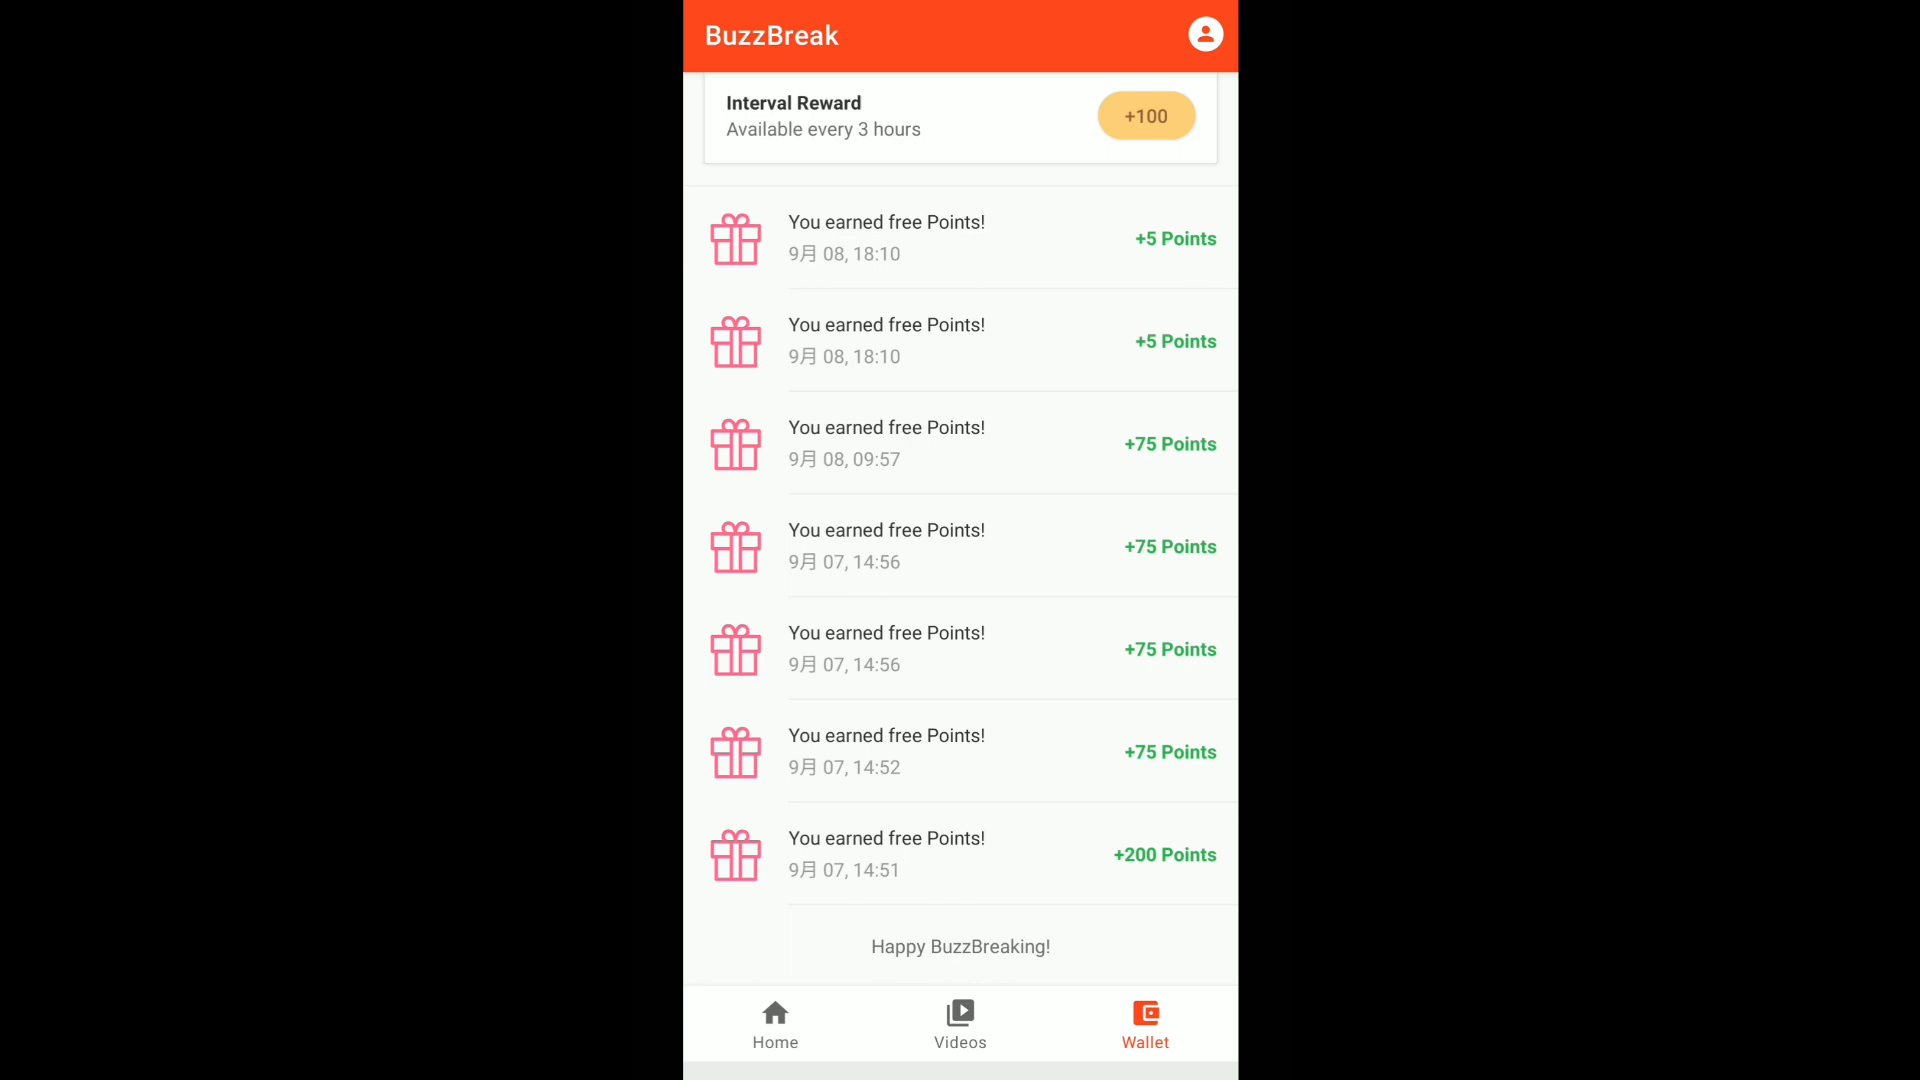 BuzzBreak
Interval Reward
Available every 3 hours
+100
You earned free Points!
9月 08, 18:10
+5 Points
You earned free Points!
9月 08, 18:10
+5 Points
You earned free Points!
9月 08, 09:57
+75 Points
You earned free Points!
9月 07, 14:56
+75 Points
You earned free Points!
9月 07, 14:56
+75 Points
You earned free Points!
9月 07, 14:52
+75 Points
You earned free Points!
9月 07, 14:51
+200 Points
Happy BuzzBreaking!
Home
Videos
Wallet